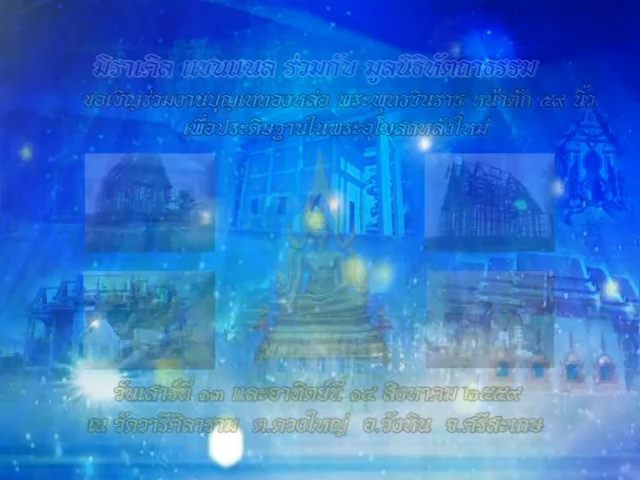 มิราเคิล แชนแนล ร่วมกับ มูลนิธิหัตถาธรรม
ขอเชิญร่วมงานบุญเททองหล่อ พระพุทธชินราช หน้าตัก ๕๙ นิ้ว
เพื่อประดิษฐานในพระอุโบสถหลังใหม่
วันเสาร์ที่ ๑๓ และอาทิตย์ที่ ๑๔ สิงหาคม ๒๕๕๙
ณ วัดวารีศิลาราม ต.ดวงใหญ่ อ.วังหิน จ.ศรีสะเกษ